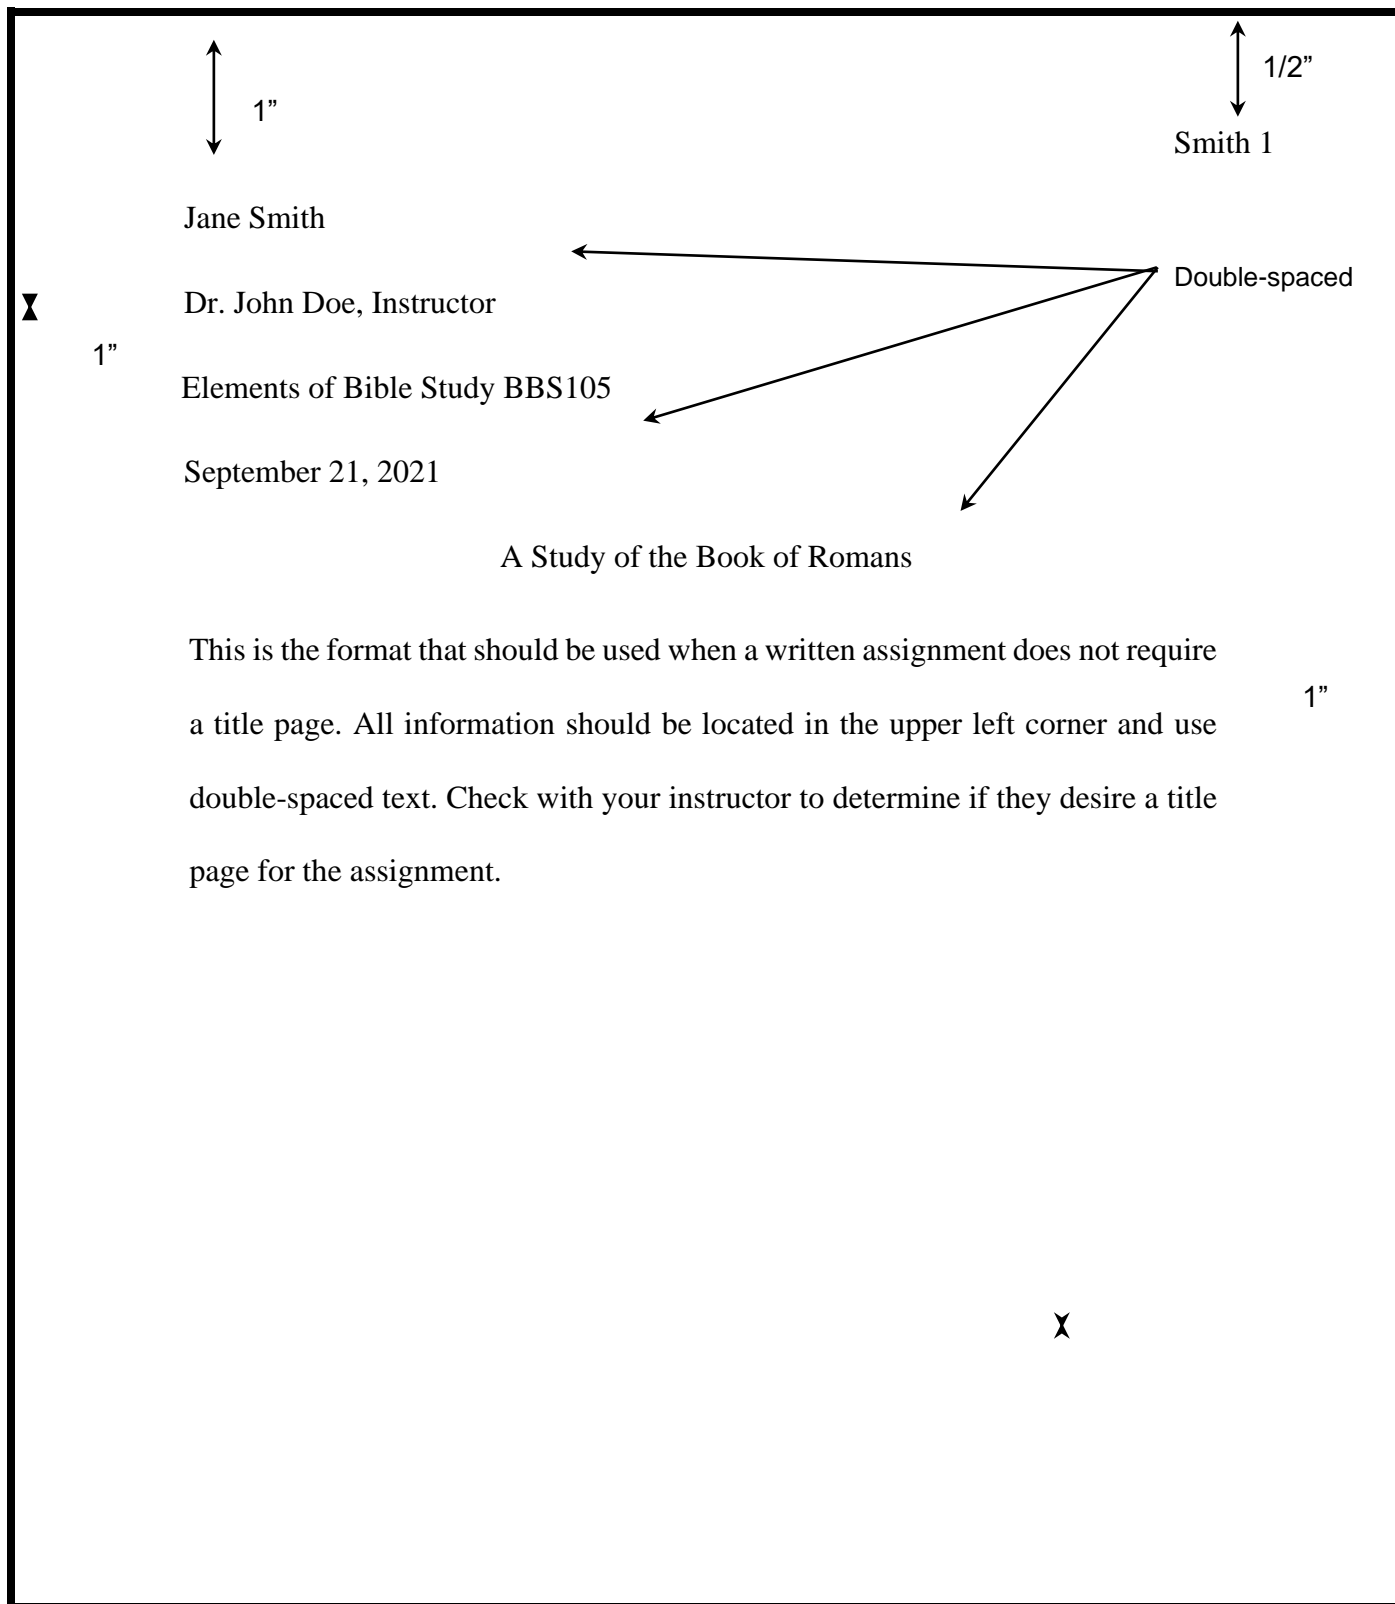 1/2”
1”
Smith 1
Jane Smith
Double-spaced
Dr. John Doe, Instructor
1”
Elements of Bible Study BBS105
September 21, 2021
A Study of the Book of Romans
This is the format that should be used when a written assignment does not require
1”
a title page. All information should be located in the upper left corner and use
double-spaced text. Check with your instructor to determine if they desire a title
page for the assignment.